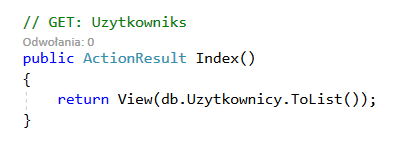 // GET: Uzytkowniks
Odwołania: 0
public ActionResult Index()
{
    return View(db.Uzytkownicy.ToList());
}